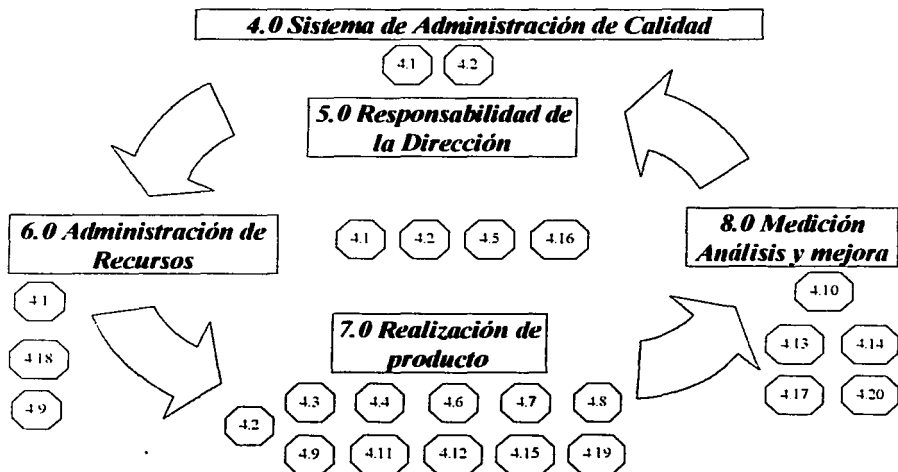 4.0 Sistema de Administración de Calidad
4.1 4.2
5.0 Responsabilidad de
la Dirección
6.0 Administración de
Recursos
4.1 4.2 4.5 4.16
8.0 Medición
Análisis y mejora
4.1
4.18
4.9
4.10
4.13 4.14
4.17 4.20
7.0 Realización de
producto
4.2
4.3 4.4 4.6 4.7 4.8
4.9 4.11 4.12 4.15 4.19